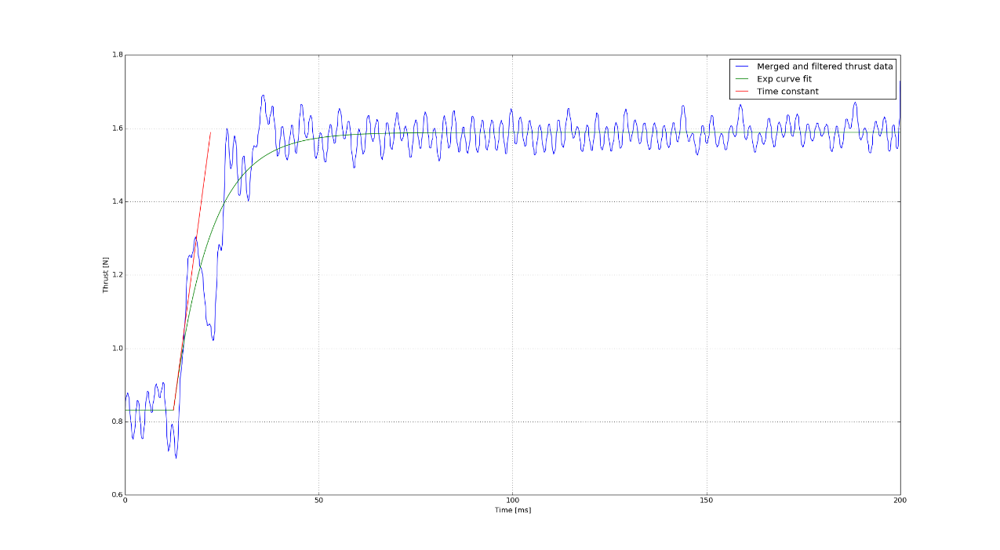 1.8
Merged and filtered thrust data
Exp curve fit
Time constant
1.6
1.4
Thrust [N]
1.2
1.0
0.8
0.6
0 50 100 150 200
Time [ms]